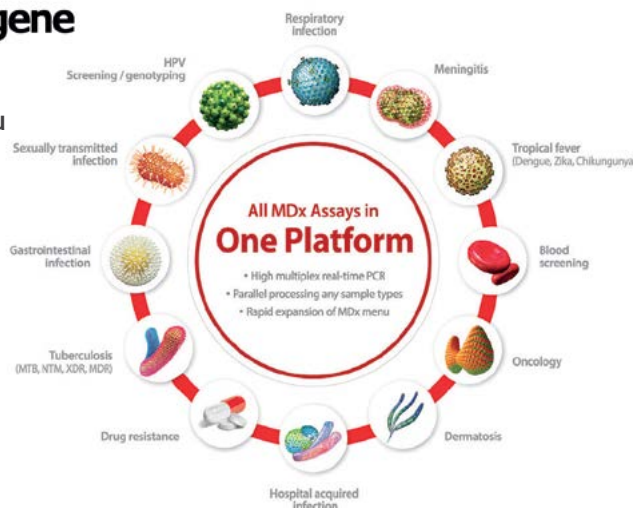 gene
Respiratory
infection
HPV
Screening / genotyping
Meningitis
u
Sexually transmitted
infection
Tropical fever
(Dengue, Zika, Chikungunya
All MDx Assays in
One Platform
• High multiplex real-time PCR
• Parallel processing any sample types
• Rapid expansion of MDx menu
Gastrointestinal
infection
Blood
screening
Tuberculosis
(MTB, NTM, XDR, MDR)
Oncology
Drug resistance
Dermatosis
Hospital acquired
infection